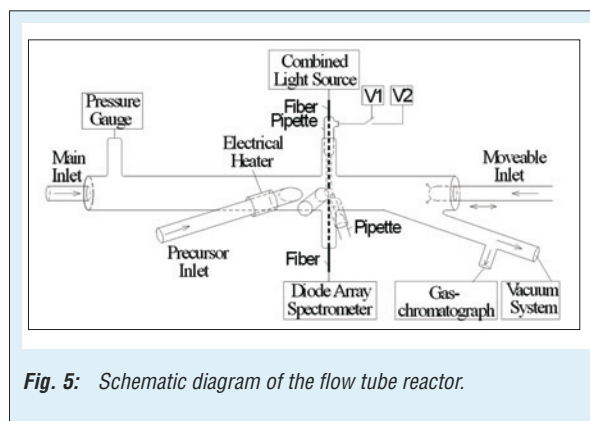 Combined
Light Source
Pressure
Gauge
Fiber
Pipette
V1 V2
Electrical
Heater
Main
Inlet
Moveable
Inlet
Precursor
Inlet
Pipette
Fiber
Diode Array
Spectrometer
Gas-
chromatograph
Vacuum
System
Fig. 5: Schematic diagram of the flow tube reactor.